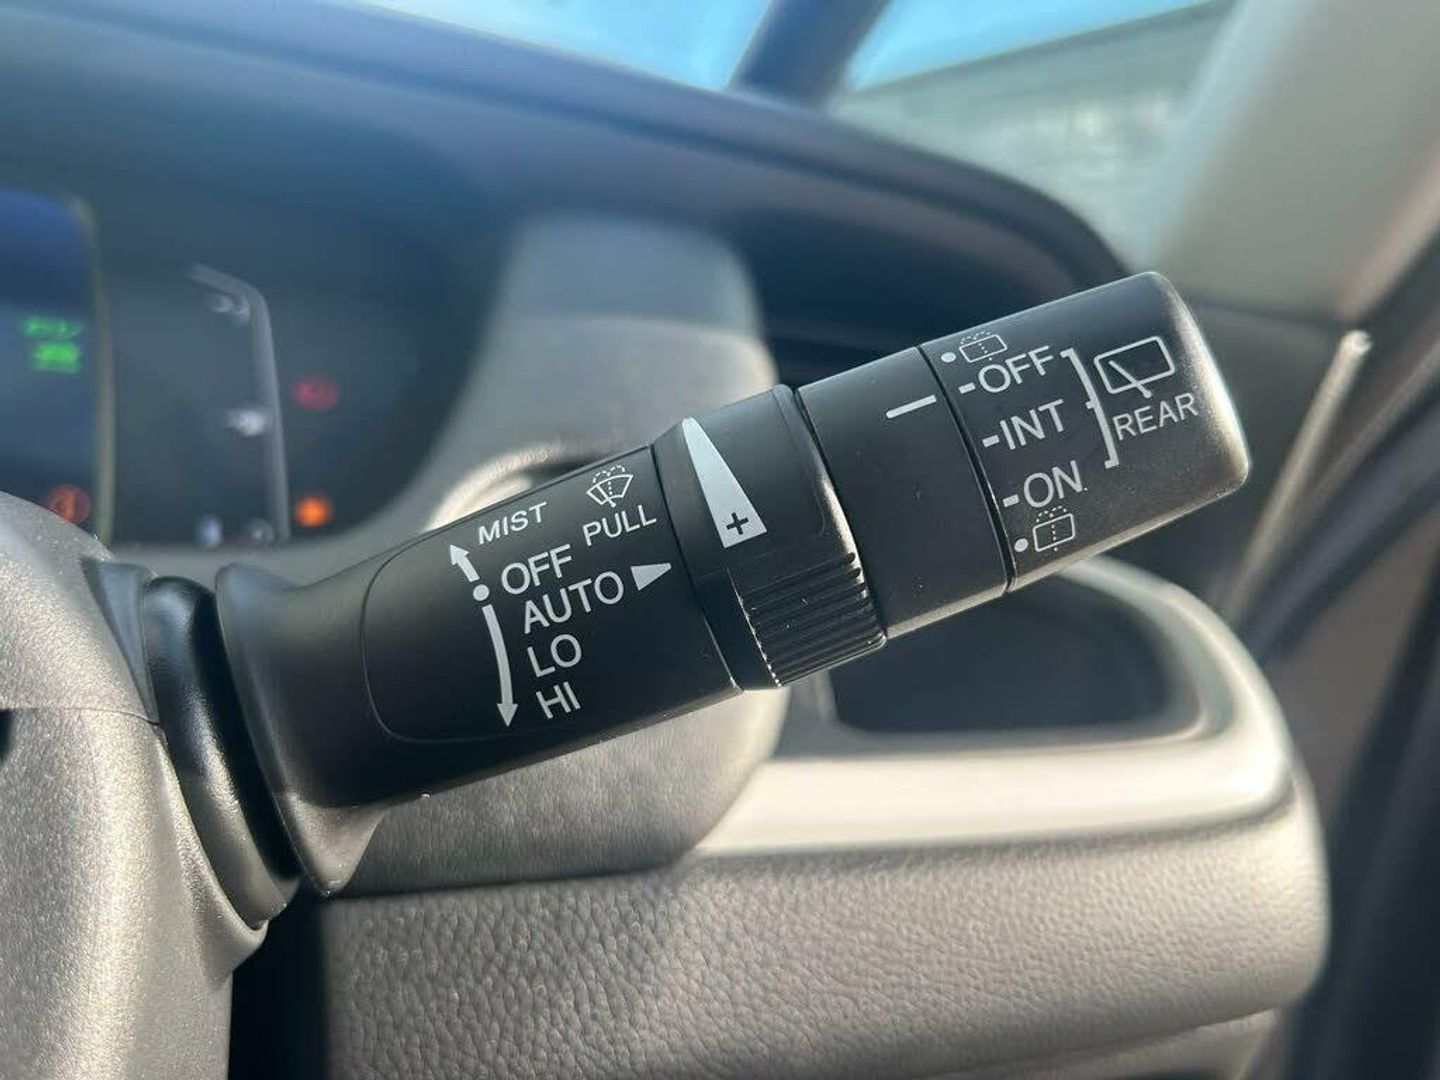 MIST
PULL
OFF
AUTO
LO
HI
+
OFF
INT
ON
REAR